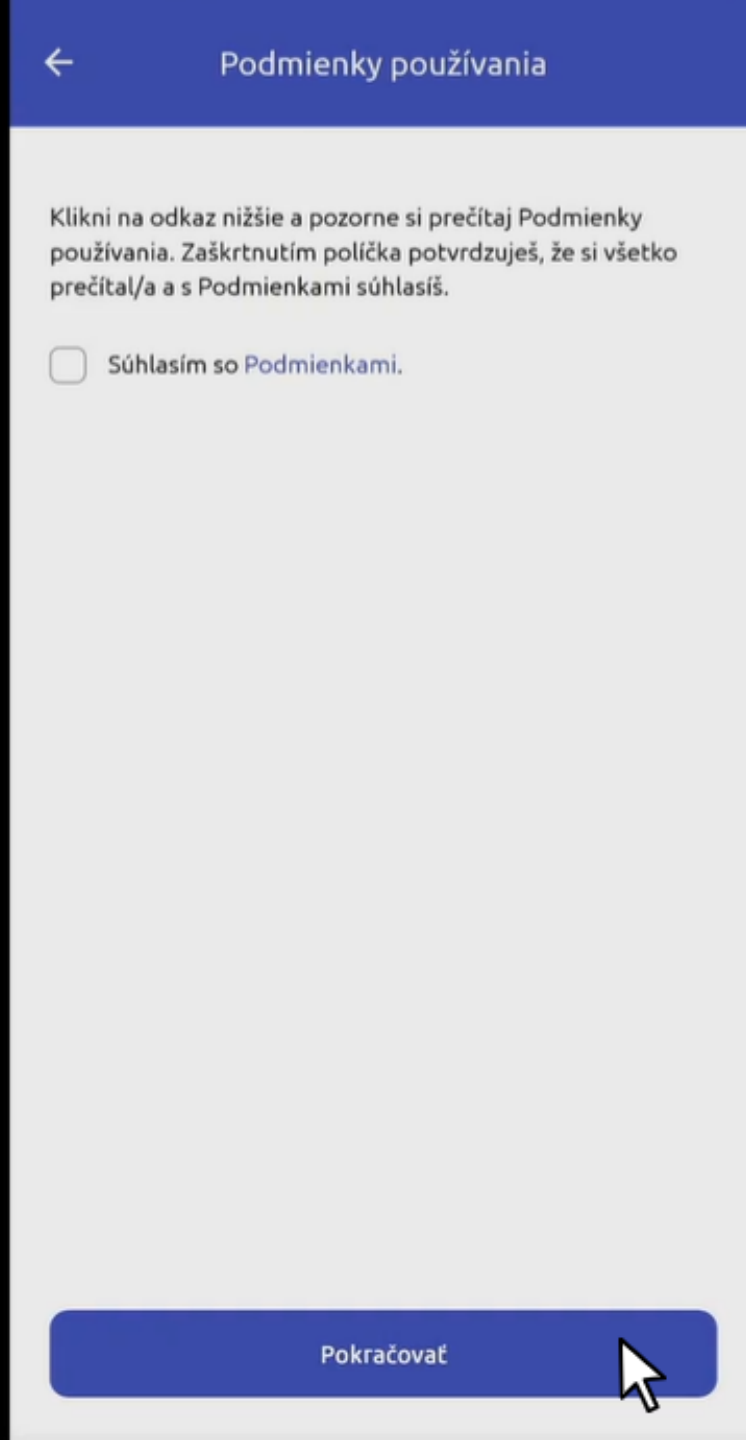 Podmienky používania
Klikni na odkaz nižšie a pozorne si prečítaj Podmienky
používania. Zaškrtnutím políčka potvrdzuješ, že si všetko
prečítal/a a s Podmienkami súhlasíš.
Súhlasím so Podmienkami.
Pokračovať